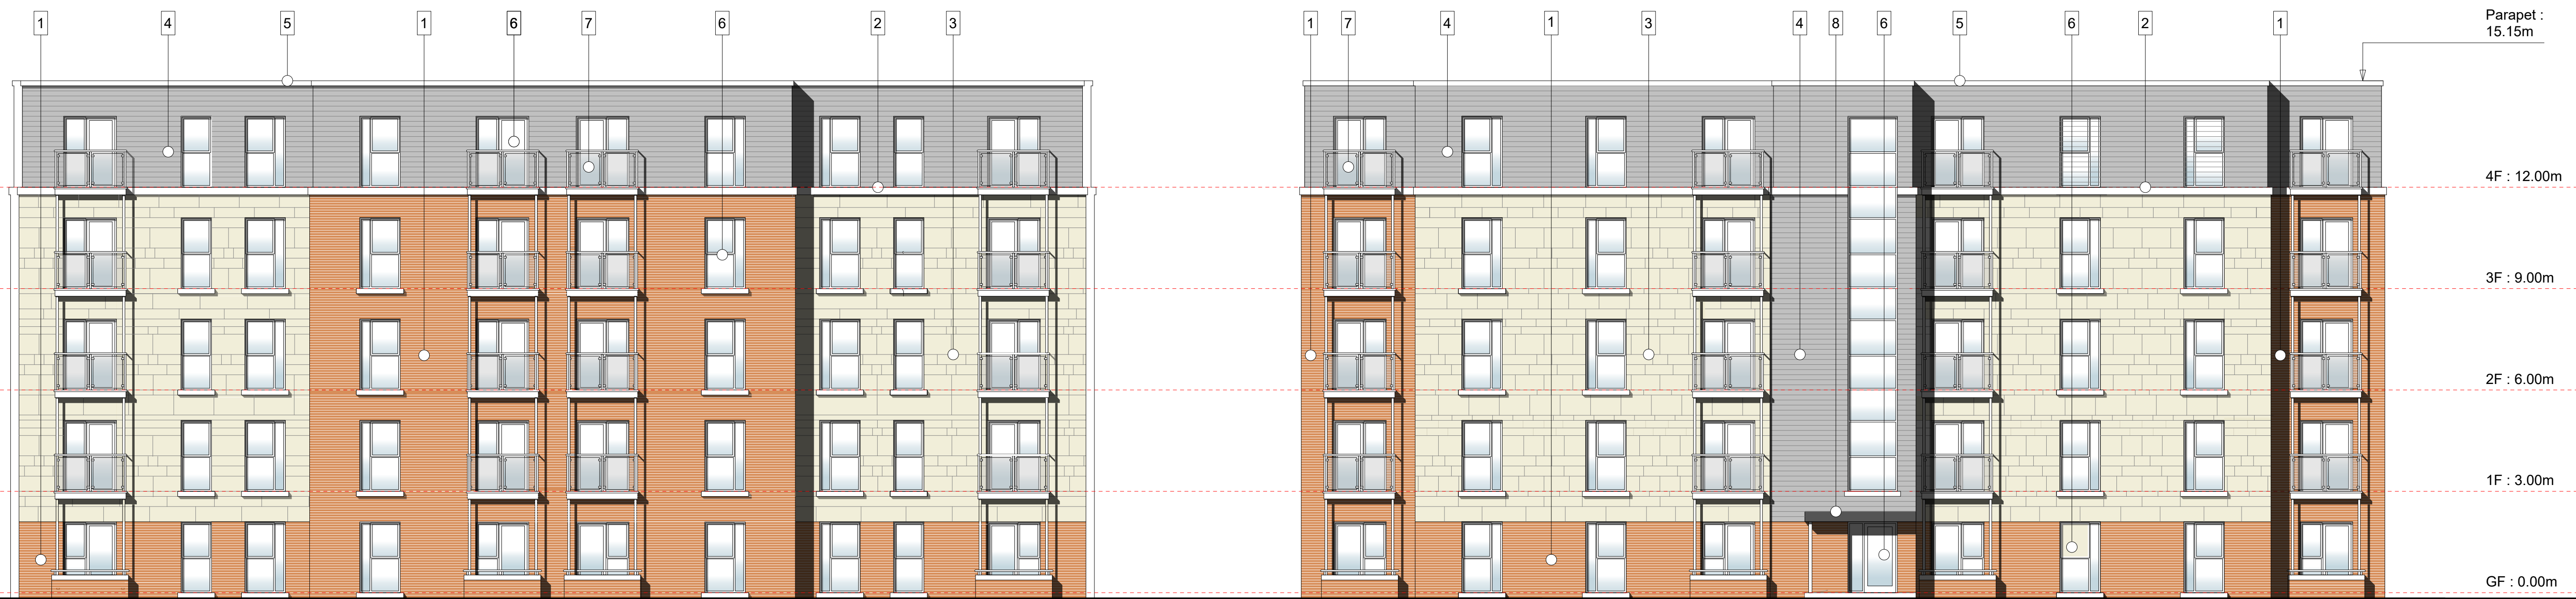 1 4 5 1 6 7 6 2 3 1 7 4 1 3 4 8 6 5 6 2 1
Parapet :
15.15m
4F : 12.00m
3F : 9.00m
2F : 6.00m
1F : 3.00m
GF : 0.00m